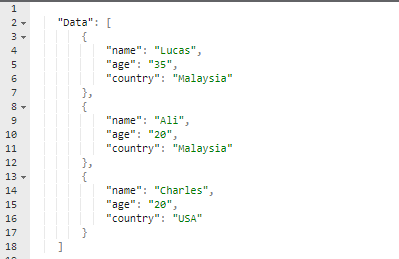 1
2 "Data": [
3 {
4 "name": "Lucas",
5 "age": "35",
6 "country": "Malaysia"
7 },
8 {
9 "name": "Ali",
10 "age": "20",
11 "country": "Malaysia"
12 },
13 {
14 "name": "Charles",
15 "age": "20",
16 "country": "USA"
17 }
18 ]